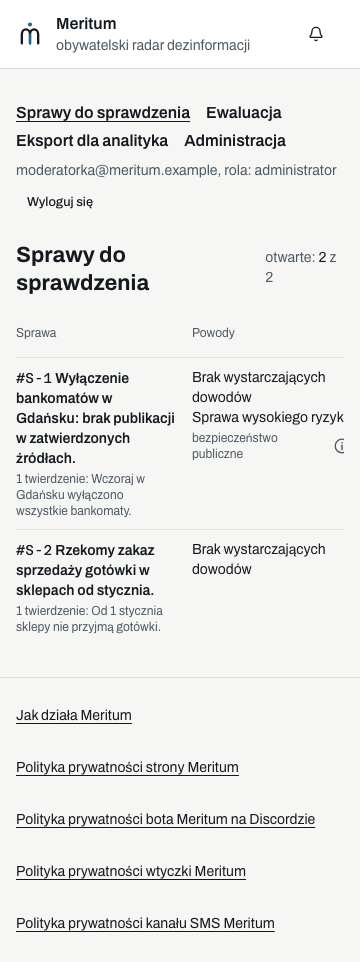 Meritum
obywatelski radar dezinformacji
Sprawy do sprawdzenia Ewaluacja
Eksport dla analityka Administracja
moderatorka@meritum.example, rola: administrator
Wyloguj się
Sprawy do
sprawdzenia
otwarte: 2 z
2
Sprawa Powody
#S-1 Wyłączenie
bankomatów w
Gdańsku: brak publikacji
w zatwierdzonych
źródłach.
1 twierdzenie: Wczoraj w
Gdańsku wyłączono
wszystkie bankomaty.
Brak wystarczających
dowodów
Sprawa wysokiego ryzyk
bezpieczeństwo
publiczne
#S-2 Rzekomy zakaz
sprzedaży gotówki w
sklepach od stycznia.
1 twierdzenie: Od 1 stycznia
sklepy nie przyjmą gotówki.
Brak wystarczających
dowodów
Jak działa Meritum
Polityka prywatności strony Meritum
Polityka prywatności bota Meritum na Discordzie
Polityka prywatności wtyczki Meritum
Polityka prywatności kanału SMS Meritum